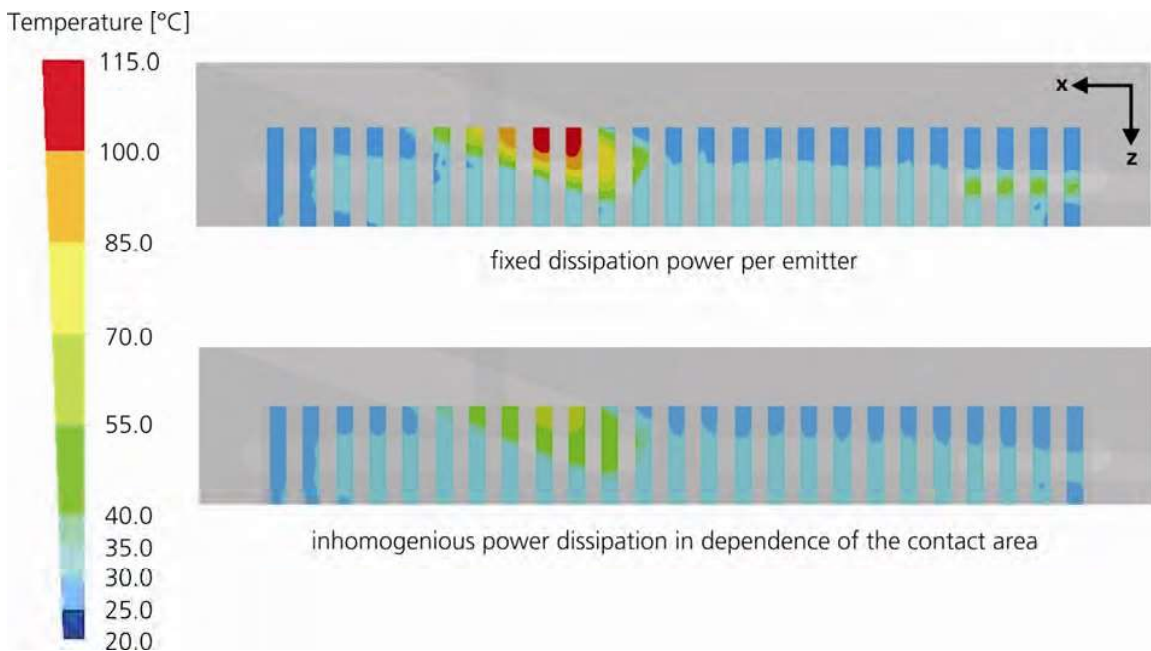 Temperature [°C]
115.0
100.0
85.0
70.0
55.0
40.0
35.0
30.0
25.0
20.0
x
z
fixed dissipation power per emitter
inhomogenious power dissipation in dependence of the contact area